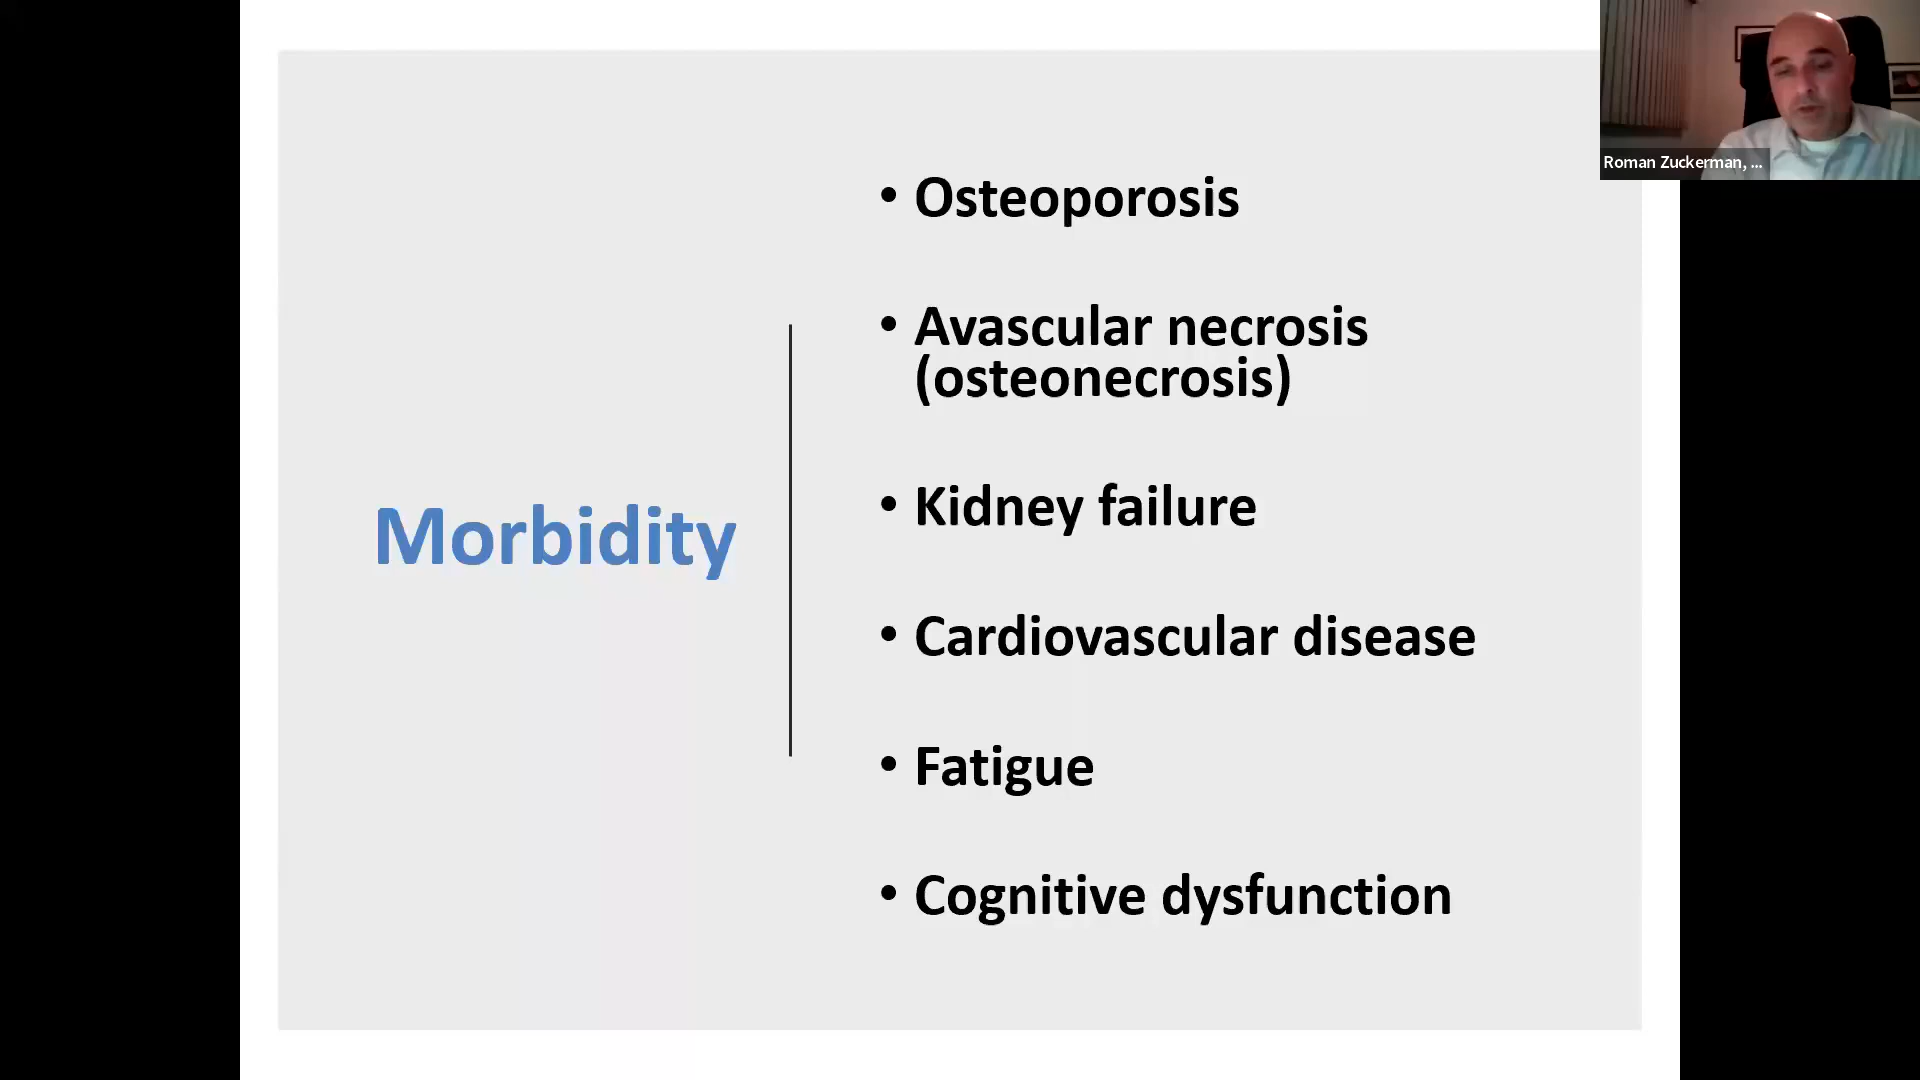 Roman Zuckerman, ...
Morbidity
• Osteoporosis
• Avascular necrosis
(osteonecrosis)
• Kidney failure
• Cardiovascular disease
• Fatigue
• Cognitive dysfunction